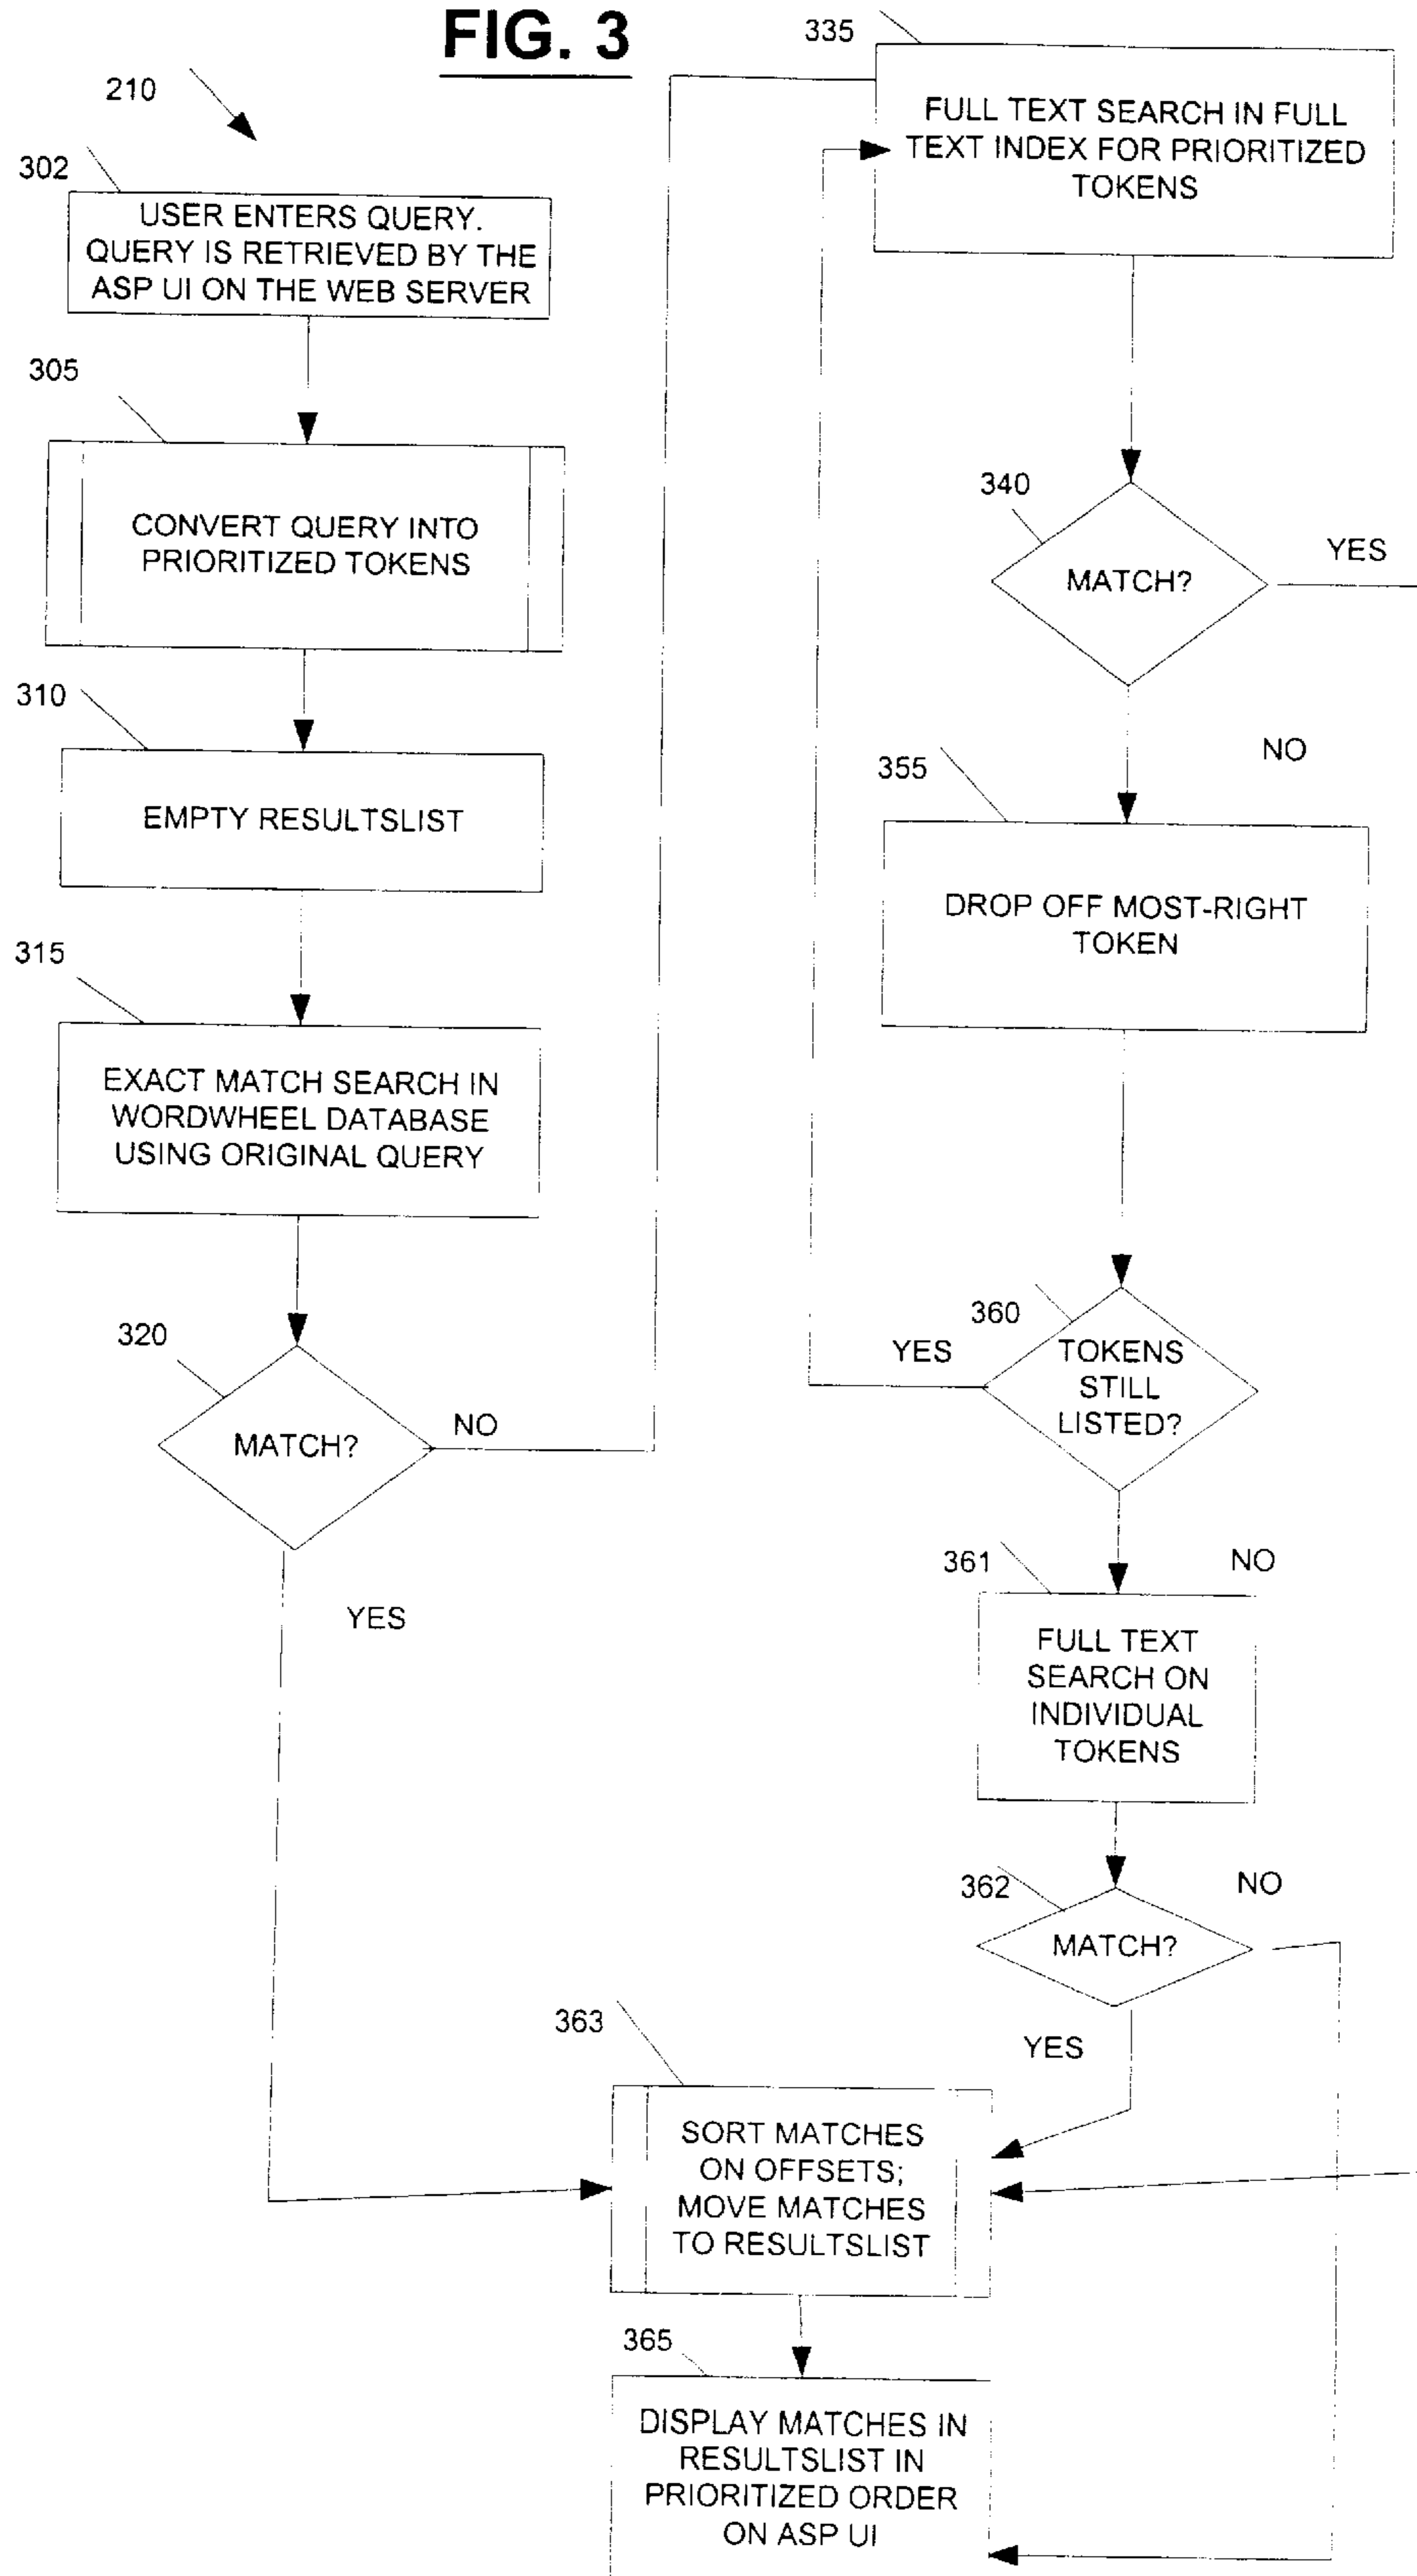 FIG. 3
210
302
USER ENTERS QUERY.
QUERY IS RETRIEVED BY THE
ASP UI ON THE WEB SERVER
305
CONVERT QUERY INTO
PRIORITIZED TOKENS
310
EMPTY RESULTSLIST
315
EXACT MATCH SEARCH IN
WORDWHEEL DATABASE
USING ORIGINAL QUERY
320
MATCH?
NO
YES
335
FULL TEXT SEARCH IN FULL
TEXT INDEX FOR PRIORITIZED
TOKENS
340
MATCH?
YES
NO
355
DROP OFF MOST-RIGHT
TOKEN
360
YES
TOKENS
STILL
LISTED?
361
NO
FULL TEXT
SEARCH ON
INDIVIDUAL
TOKENS
362
NO
MATCH?
YES
363
SORT MATCHES
ON OFFSETS;
MOVE MATCHES
TO RESULTSLIST
365
DISPLAY MATCHES IN
RESULTSLIST IN
PRIORITIZED ORDER
ON ASP UI